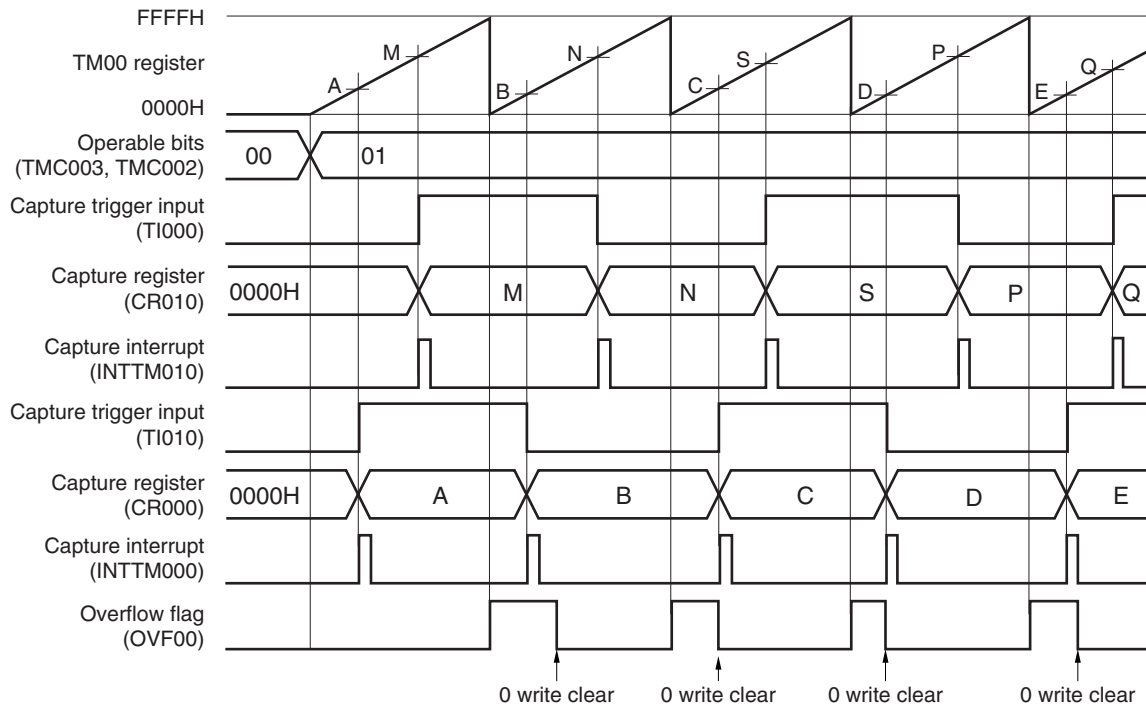 FFFFH
TM00 register
0000H
A M B N C S D P E Q
Operable bits
(TMC003, TMC002)
00 01
Capture trigger input
(TI000)
Capture register
(CR010)
0000H M N S P Q
Capture interrupt
(INTTM010)
Capture trigger input
(TI010)
Capture register
(CR000)
0000H A B C D E
Capture interrupt
(INTTM000)
Overflow flag
(OVF00)
0 write clear 0 write clear 0 write clear 0 write clear